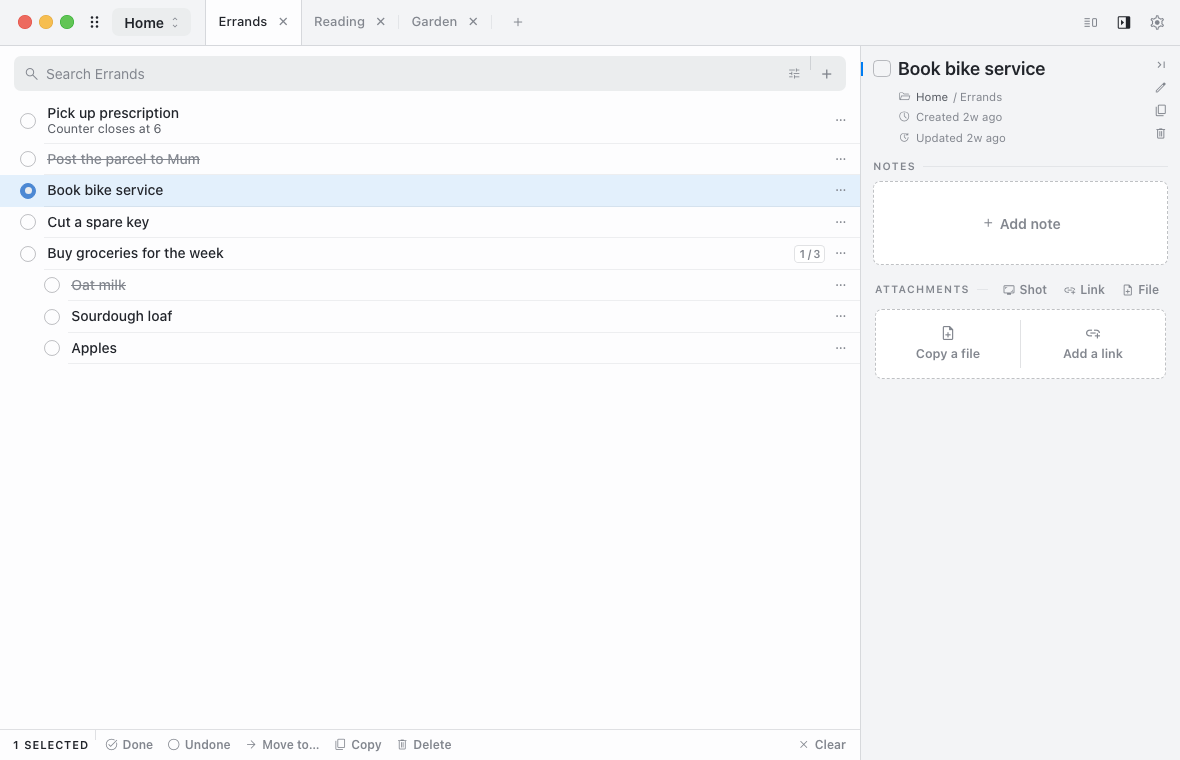 Home
Errands
Reading
Garden
Search Errands
Pick up prescription
Counter closes at 6
Post the parcel to Mum
Book bike service
Cut a spare key
Buy groceries for the week
1 / 3
Oat milk
Sourdough loaf
Apples
1 SELECTED
Done
Undone
Move to...
Copy
Delete
Clear
Book bike service
Home / Errands
Created 2w ago
Updated 2w ago
NOTES
+ Add note
ATTACHMENTS
Shot
Link
File
Copy a file
Add a link